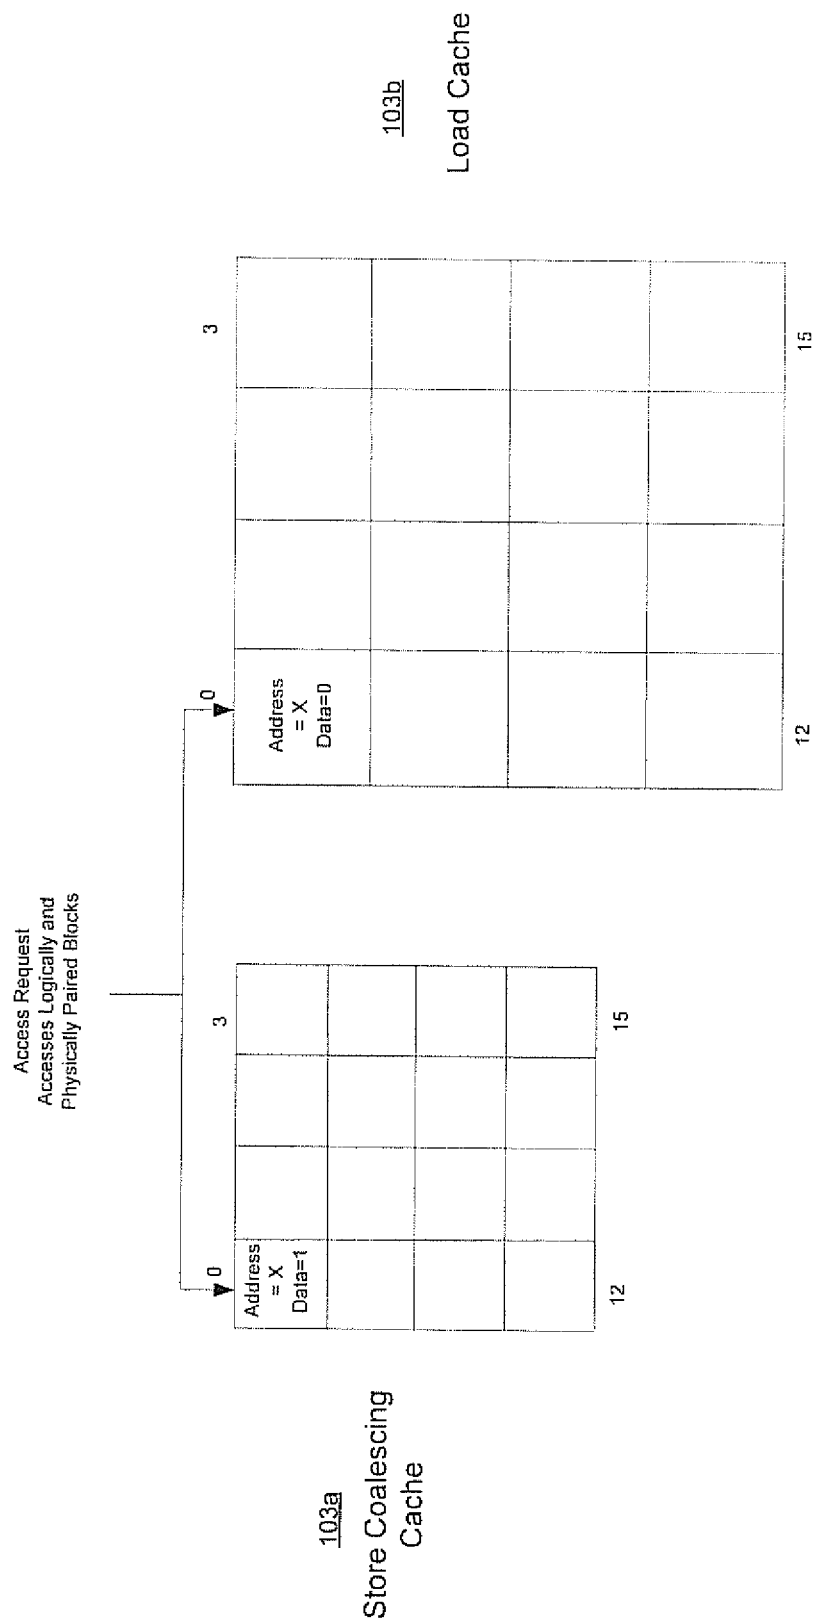 Access Request
Accesses Logically and
Physically Paired Blocks
0
3
0
3
Address
= X
Data=1
Address
= X
Data=0
12
15
12
15
103a
Store Coalescing
Cache
103b
Load Cache